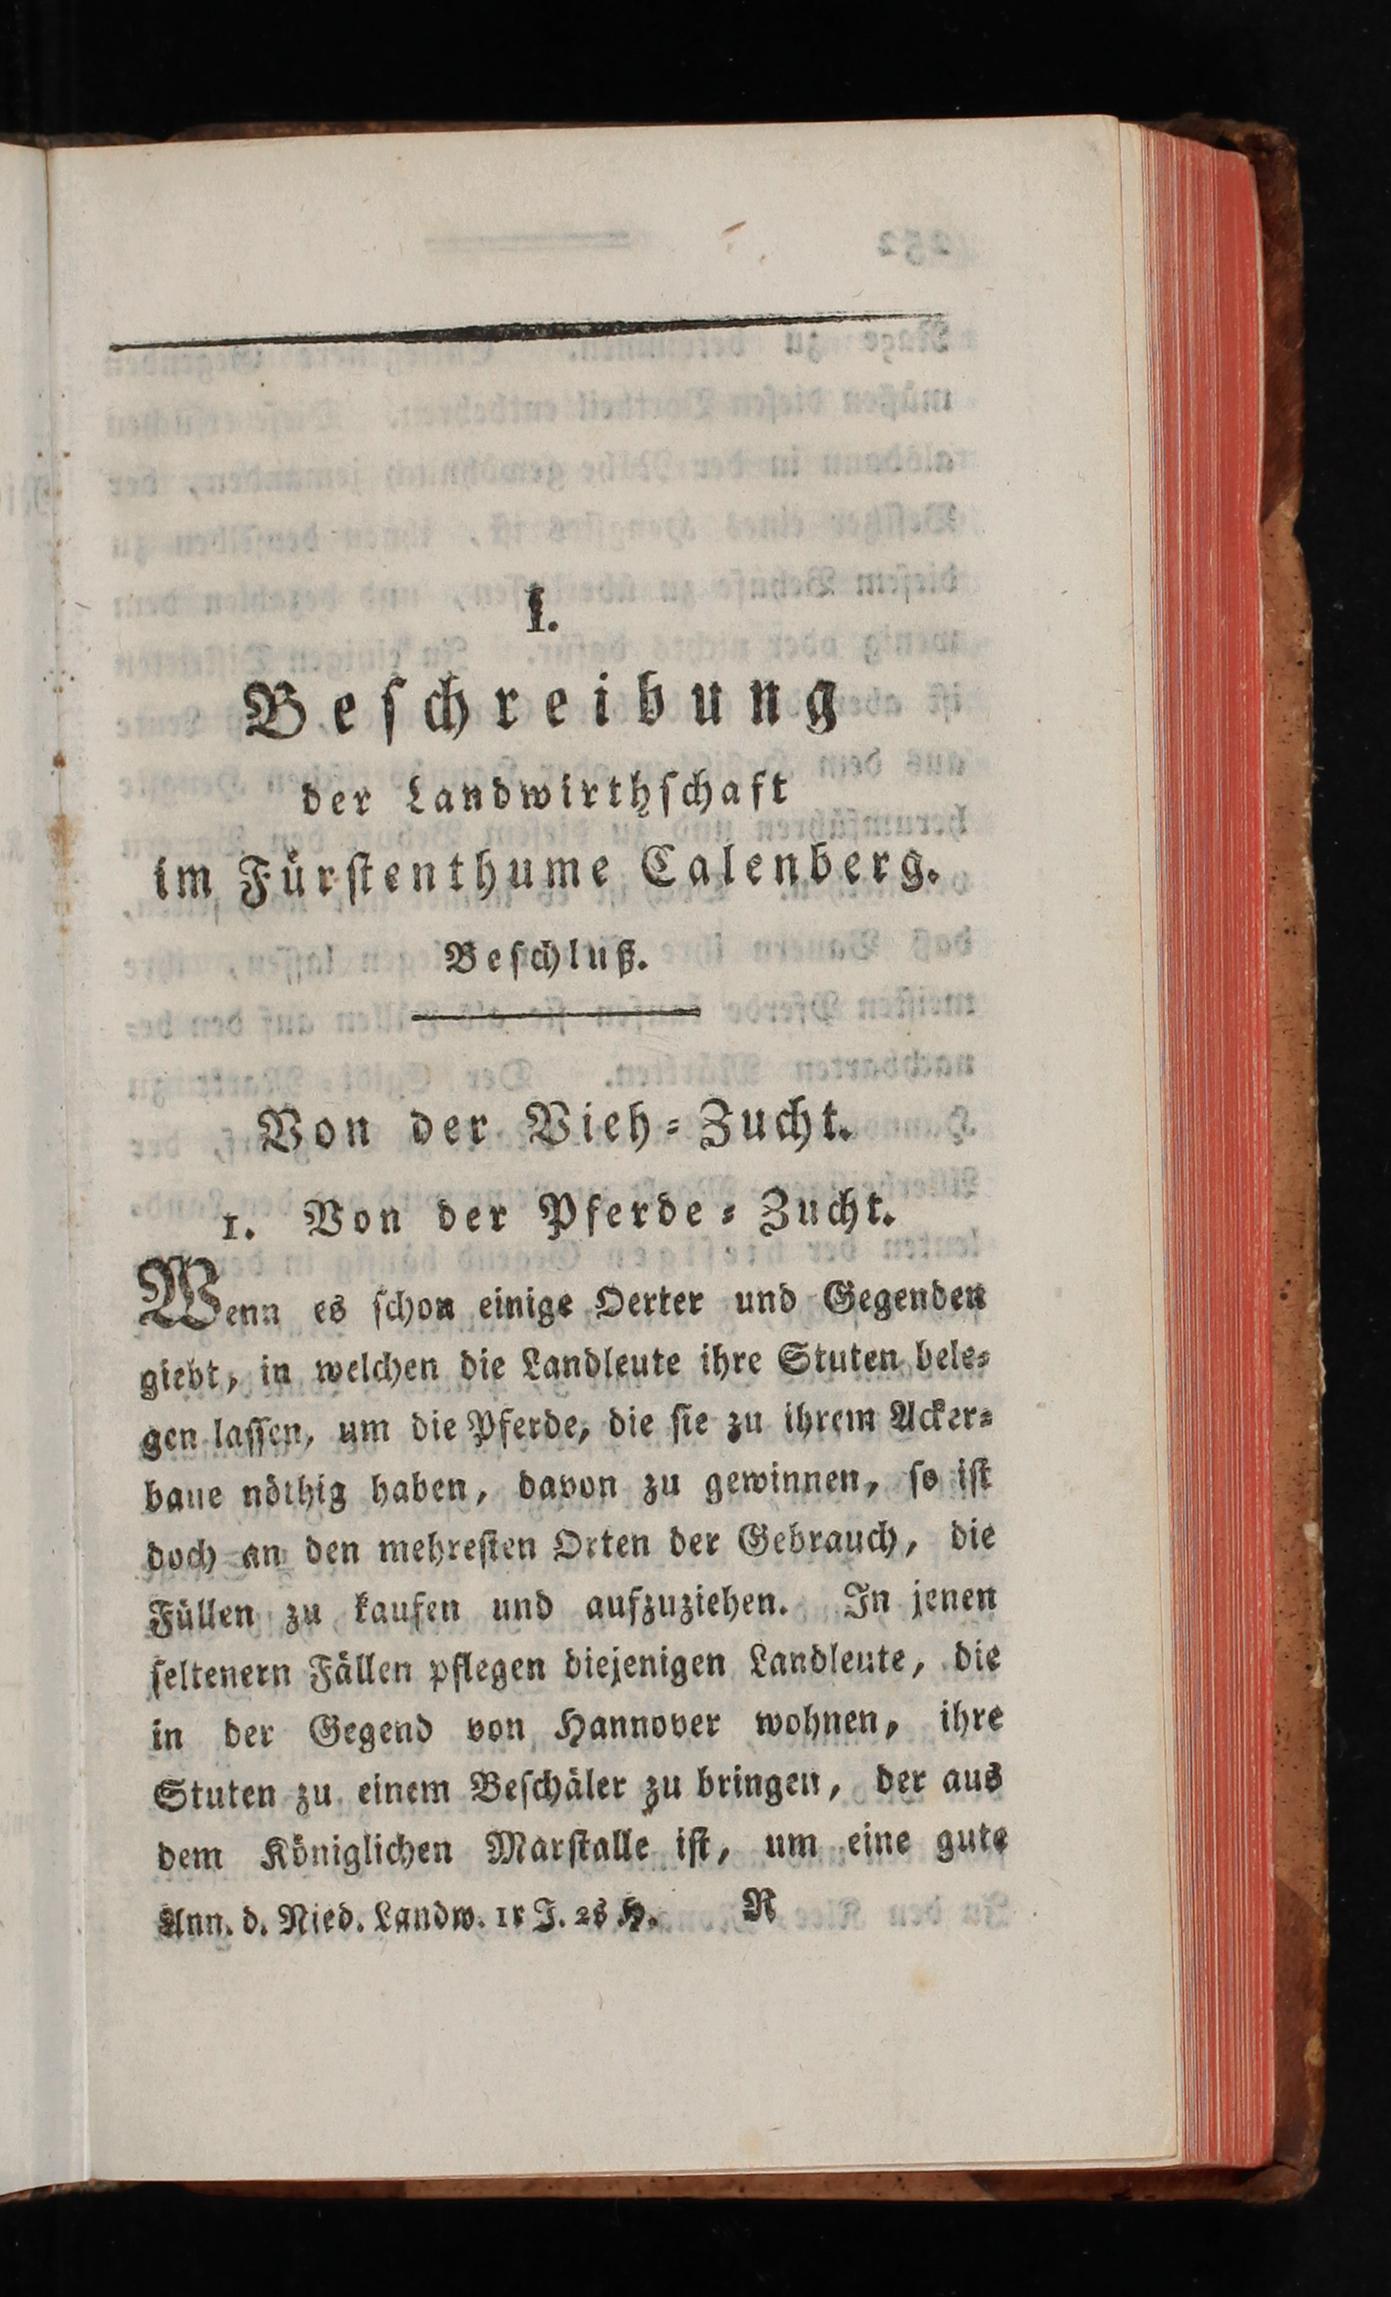 I.
Beschreibung
der Landwirthschaft
im Fürstenthume Calenberg.
Beschluß.
Von der Vieh-Zucht.
1. Von der Pferde-Zucht.
Wenn es schon einige Oerter und Gegenden
giebt, in welchen die Landleute ihre Stuten bele-
gen lassen, um die Pferde, die sie zu ihrem Acker-
baue nöthig haben, davon zu gewinnen, so ist
doch an den mehresten Orten der Gebrauch, die
Füllen zu kaufen und aufzuziehen. In jenen
seltenern Fällen pflegen diejenigen Landleute, die
in der Gegend von Hannover wohnen, ihre
Stuten zu einem Beschäler zu bringen, der aus
dem Königlichen Marstalle ist, um eine gute
Ann. d. Nied. Landw. 1r J. 2s H. R